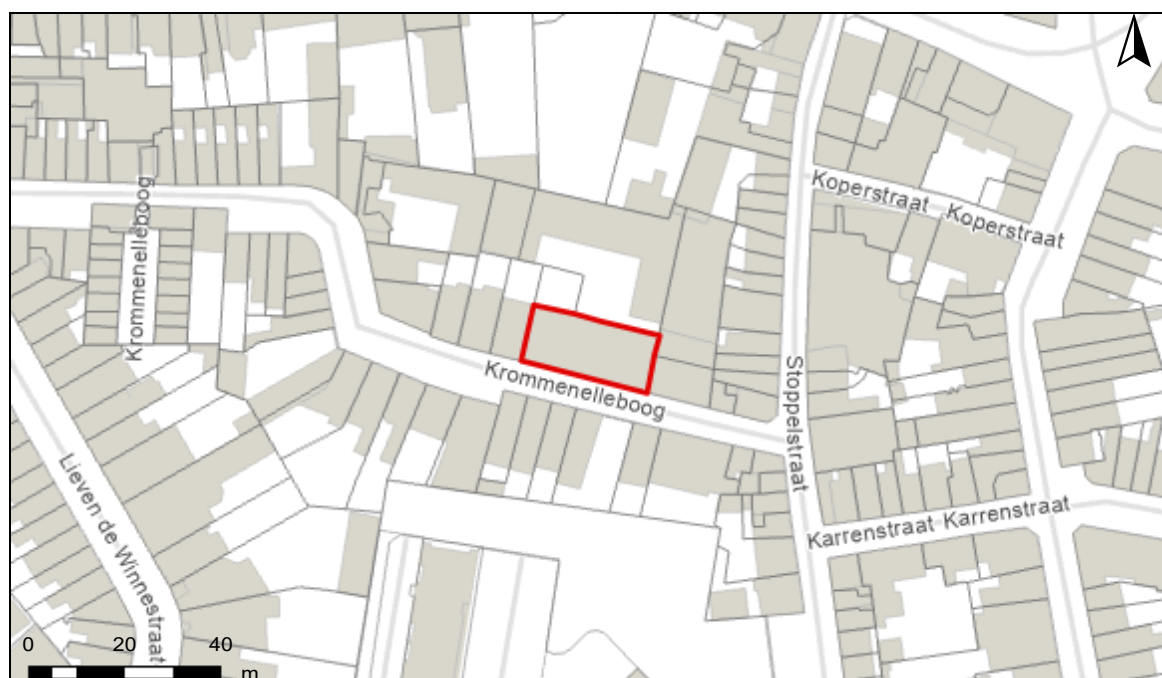 Koperstraat Koperstraat
Krommenelleboog
Krommenelleboog
Stoppelstraat
Karrenstraat Karrenstraat
Lieven de Winnestraat
0 20 40
m